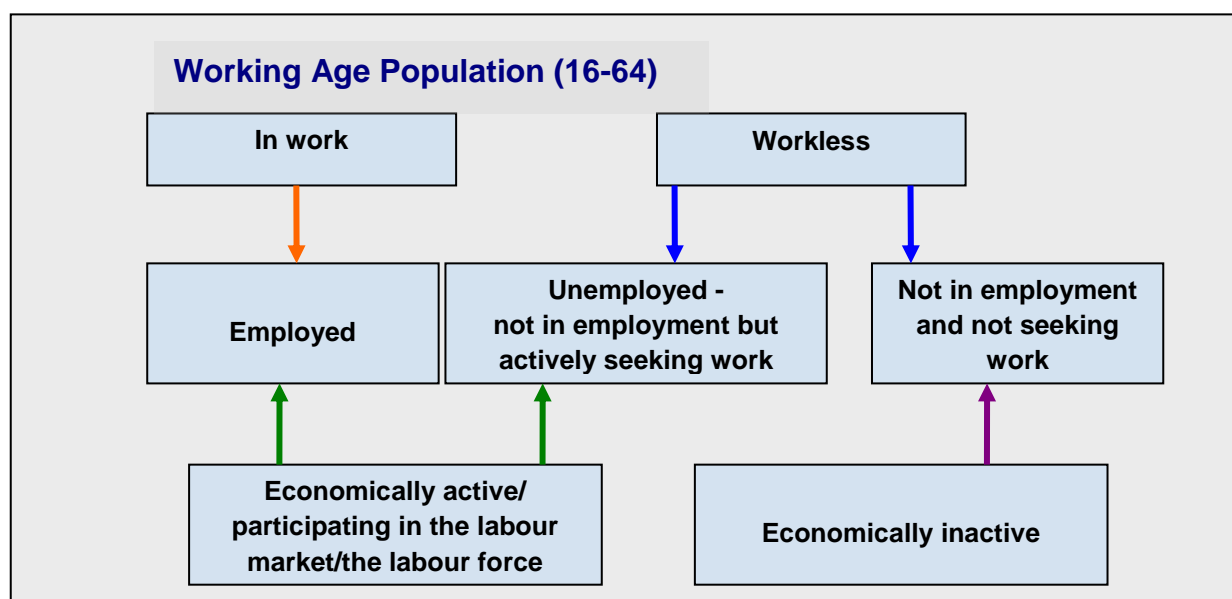 Working Age Population (16-64)
In work
Workless
Employed
Unemployed -
not in employment but
actively seeking work
Not in employment
and not seeking
work
Economically active/
participating in the labour
market/the labour force
Economically inactive